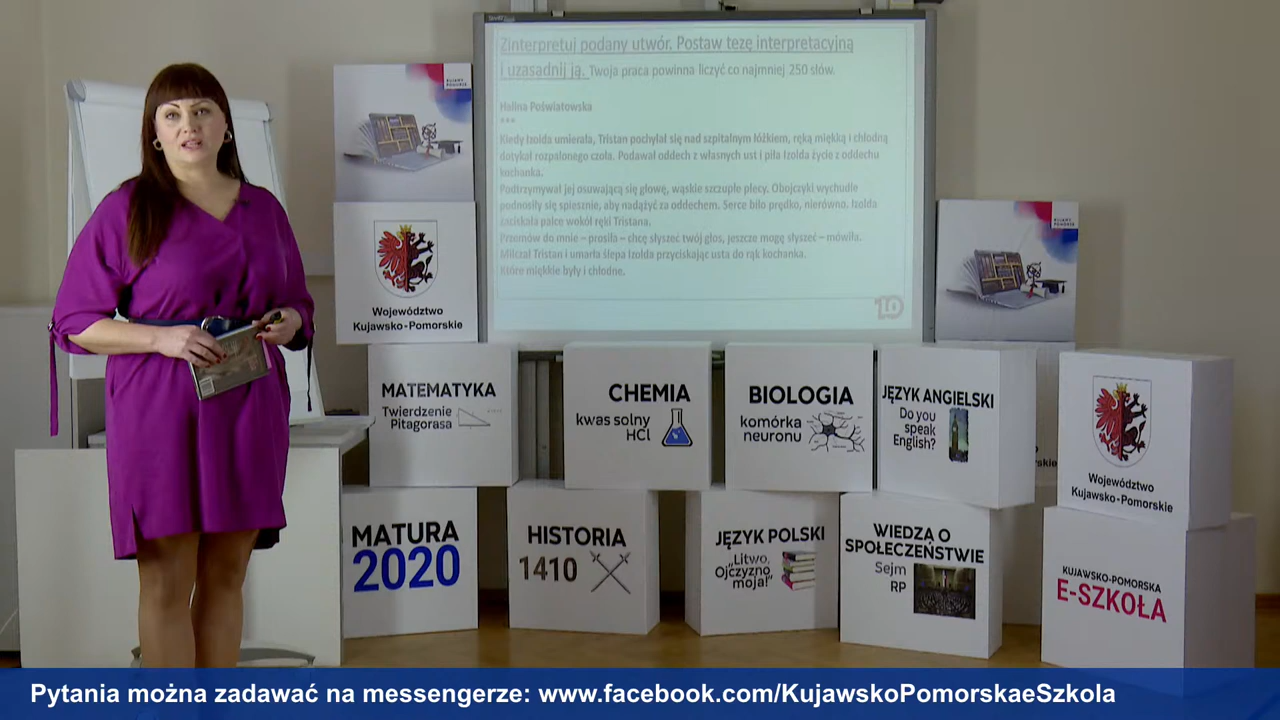 Zinterpretuj podany utwór. Postaw tezę interpretacyjną
i uzasadnij ją. Twoja praca powinna liczyć co najmniej 250 słów.
Halina Poświatowska
***
Kiedy Izolda umierała, Tristan pochylał się nad szpitalnym łóżkiem, ręką miękką i chłodną
dotykał rozpalonego czoła. Podawał oddech z własnych ust i piła Izolda życie z oddechu
kochanka.
Podtrzymywał jej osuwającą się głowę, wąskie szczupłe plecy. Obojczyki wychudłe
podnosiły się spiesznie, aby nadążyć za oddechem. Serce biło prędko, nierówno. Izolda
zaciskała palce wokół ręki Tristana.
Przemów do mnie – prosiła – chcę słyszeć twój głos, jeszcze mogę słyszeć – mówiła.
Milczał Tristan i umarła ślepa Izolda przyciskając usta do rąk kochanka.
Które miękkie były i chłodne.
10
KUJAWY
POMORZE
Województwo
Kujawsko-Pomorskie
KUJAWY
POMORZE
MATEMATYKA
Twierdzenie
Pitagorasa
CHEMIA
kwas solny
HCl
BIOLOGIA
komórka
neuronu
JĘZYK ANGIELSKI
Do you
speak
English?
Województwo
Kujawsko-Pomorskie
MATURA
2020
HISTORIA
1410
JĘZYK POLSKI
„Litwo,
Ojczyzno
moja!”
WIEDZA O
SPOŁECZEŃSTWIE
Sejm
RP
KUJAWSKO-POMORSKA
E-SZKOŁA
Pytania można zadawać na messengerze: www.facebook.com/KujawskoPomorskaeSzkola